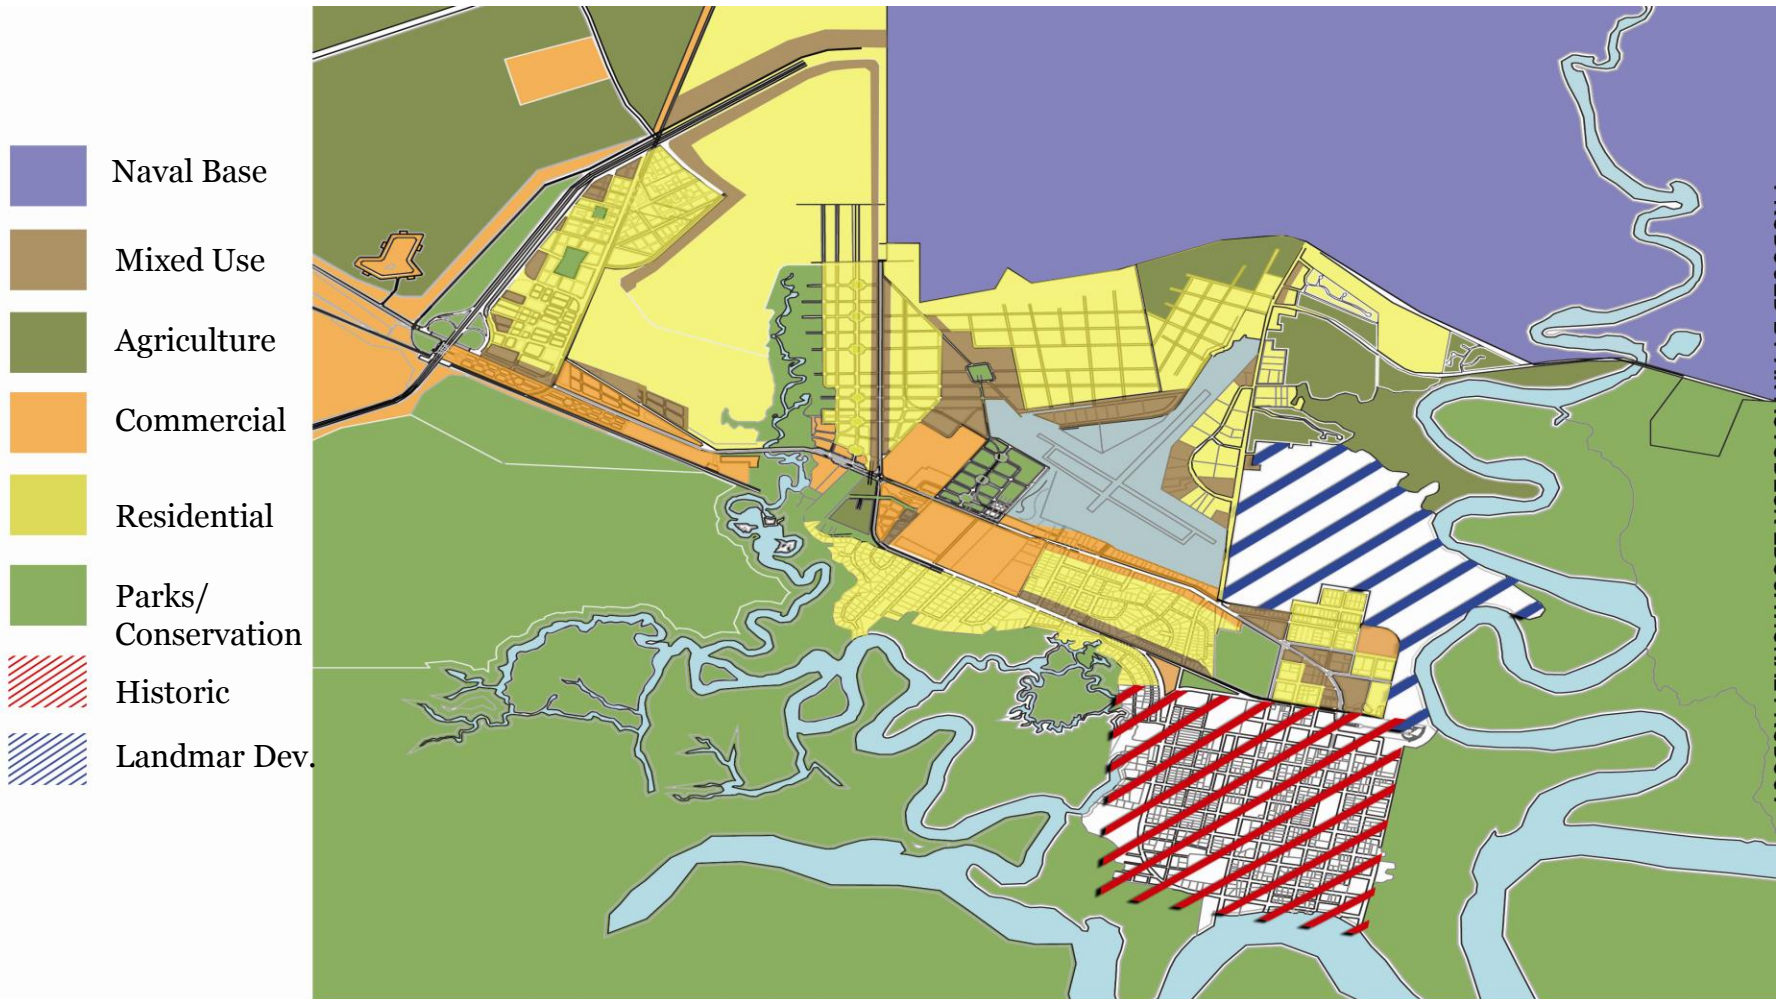 Naval Base
Mixed Use
Agriculture
Commercial
Residential
Parks/
Conservation
Historic
Landmar Dev.